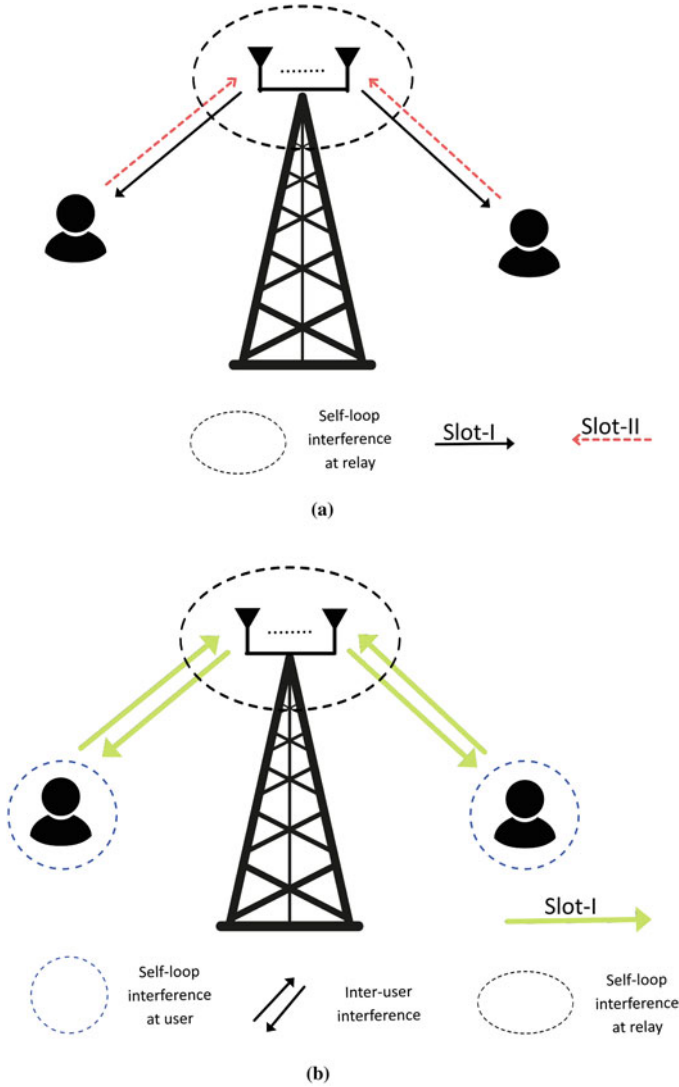 Self-loop
interference
at relay
Slot-I
Slot-II
(a)
Slot-I
Self-loop
interference
at user
Inter-user
interference
Self-loop
interference
at relay
(b)